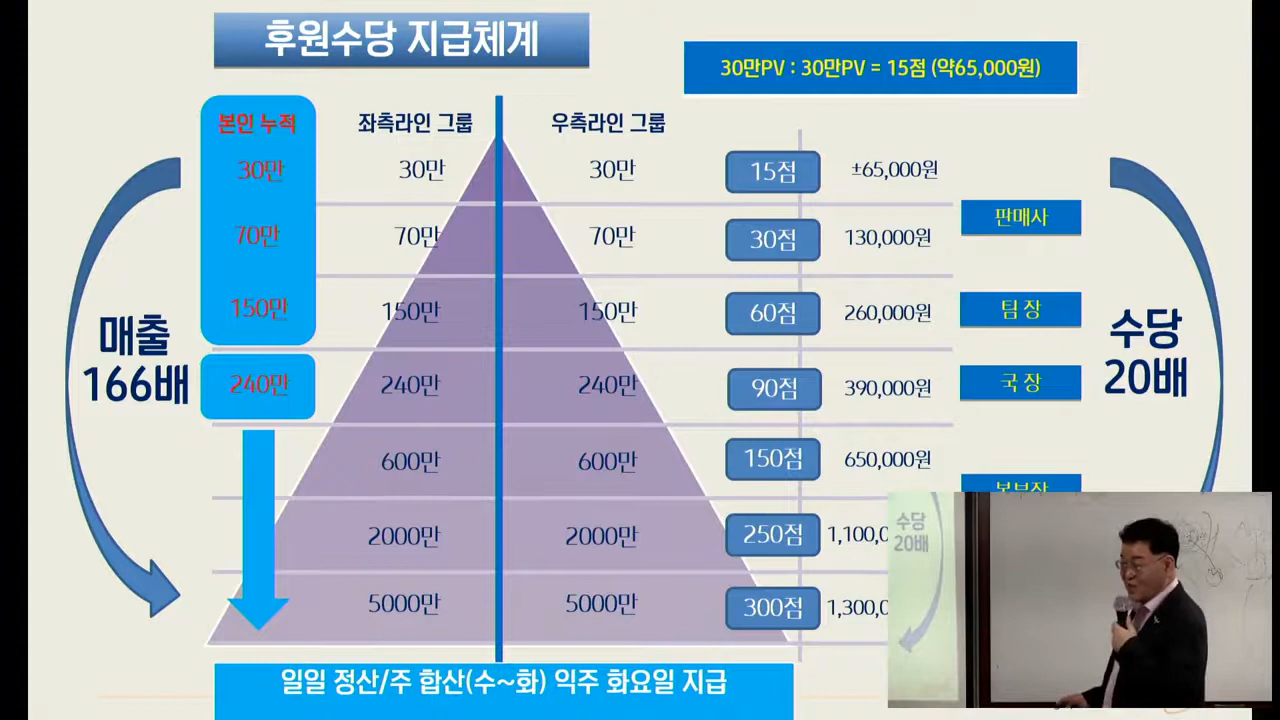 후원수당 지급체계
30만PV : 30만PV = 15점 (약65,000원)
본인 누적 좌측라인 그룹 우측라인 그룹
30만 30만 30만 15점 ±65,000원
판매사
70만 70만 70만 30점 130,000원
150만 150만 150만 60점 260,000원 팀 장
매출
166배
수당
20배
240만 240만 240만 90점 390,000원 국 장
600만 600만 150점 650,000원
본부장
2000만 2000만 250점 1,100,0
5000만 5000만 300점 1,300,0
수당
20배
일일 정산/주 합산(수~화) 익주 화요일 지급